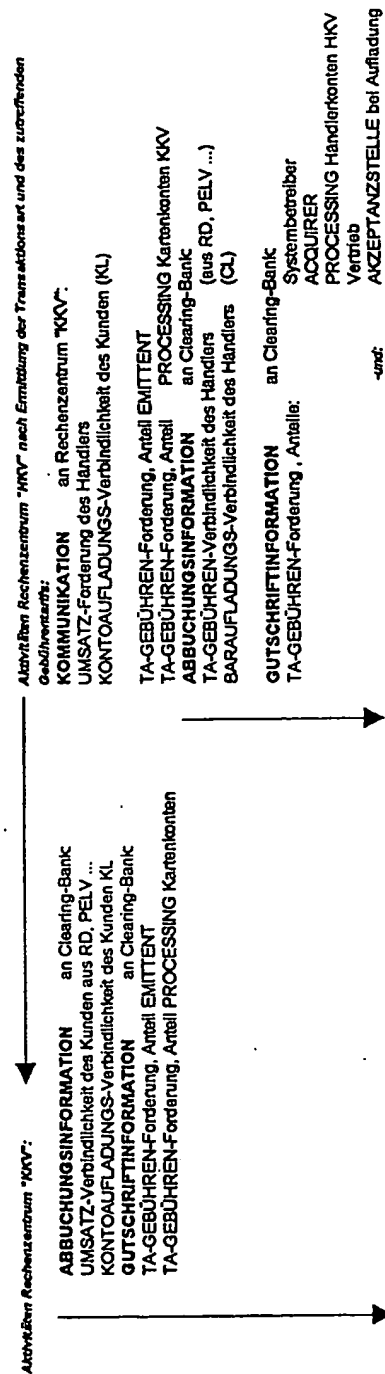 Aktivitäten Rechenzentrum "HKV" nach Ermittlung der Transaktionsart und des zutreffenden
Gebührentarifs:
KOMMUNIKATION an Rechenzentrum "KKV":
UMSATZ-Forderung des Händlers
KONTOAUFLADUNGS-Verbindlichkeit des Kunden (KL)
TA-GEBÜHREN-Forderung, Anteil EMITTENT
TA-GEBÜHREN-Forderung, Anteil PROCESSING Kartenkonten KKV
ABBUCHUNGSINFORMATION an Clearing-Bank:
TA-GEBÜHREN-Verbindlichkeit des Händlers (aus RD, PELV ...)
BARAUFLADUNGS-Verbindlichkeit des Händlers (CL)
GUTSCHRIFTINFORMATION an Clearing-Bank:
TA-GEBÜHREN-Forderung , Anteile: Systembetreiber
ACQUIRER
PROCESSING Händlerkonten HKV
Vertrieb
-und: AKZEPTANZSTELLE bei Aufladung
Aktivitäten Rechenzentrum "KKV":
ABBUCHUNGSINFORMATION an Clearing-Bank:
UMSATZ-Verbindlichkeit des Kunden aus RD, PELV ...
KONTOAUFLADUNGS-Verbindlichkeit des Kunden KL
GUTSCHRIFTINFORMATION an Clearing-Bank:
TA-GEBÜHREN-Forderung, Anteil EMITTENT
TA-GEBÜHREN-Forderung, Anteil PROCESSING Kartenkonten